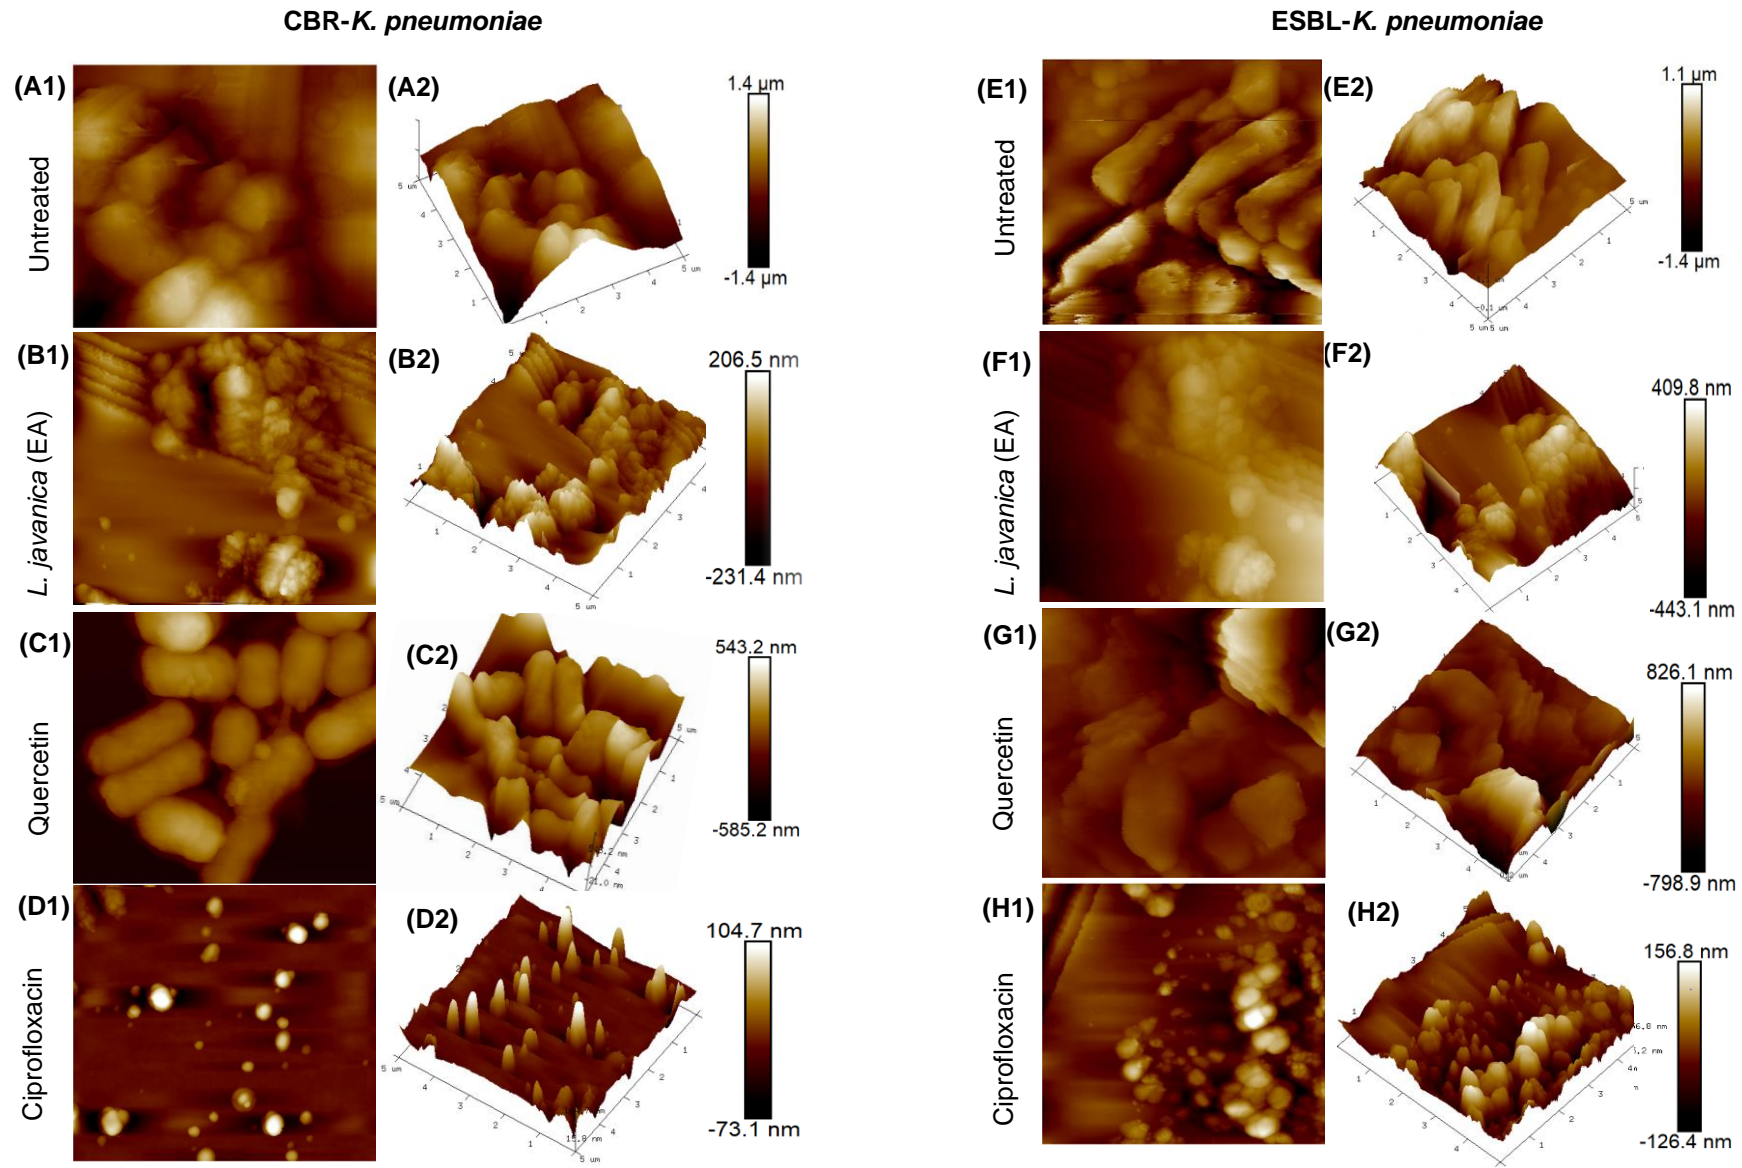 CBR-K. pneumoniae
ESBL-K. pneumoniae
(A1)
(A2)
1.4 µm
-1.4 µm
Untreated
(E1)
(E2)
1.1 µm
-1.4 µm
Untreated
(B1)
(B2)
206.5 nm
-231.4 nm
L. javanica (EA)
(F1)
(F2)
409.8 nm
-443.1 nm
L. javanica (EA)
(C1)
(C2)
543.2 nm
-585.2 nm
Quercetin
(G1)
(G2)
826.1 nm
-798.9 nm
Quercetin
(D1)
(D2)
104.7 nm
-73.1 nm
Ciprofloxacin
(H1)
(H2)
156.8 nm
-126.4 nm
Ciprofloxacin